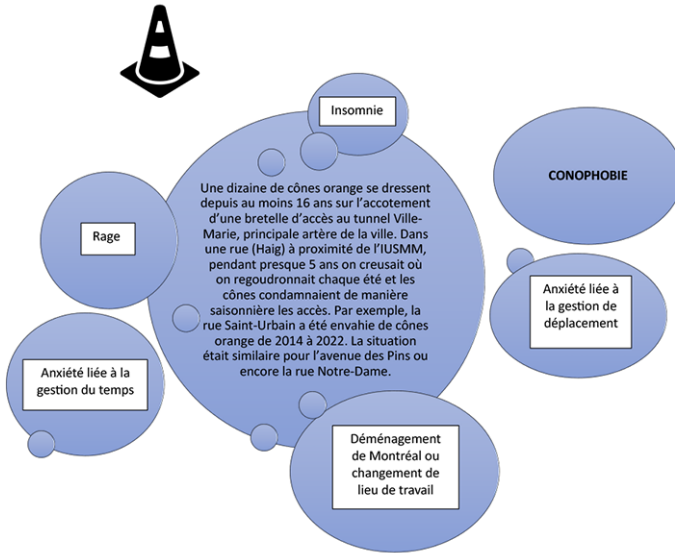 Insomnie
Une dizaine de cônes orange se dressent
depuis au moins 16 ans sur l'accotement
d'une bretelle d'accès au tunnel Ville-
Marie, principale artère de la ville. Dans
une rue (Haig) à proximité de l'IUSMM,
pendant presque 5 ans on creusait où
on regoudronnait chaque été et les
cônes condamnaient de manière
saisonnière les accès. Par exemple, la
rue Saint-Urbain a été envahie de cônes
orange de 2014 à 2022. La situation
était similaire pour l'avenue des Pins ou
encore la rue Notre-Dame.
CONOPHOBIE
Rage
Anxiété liée à
la gestion de
déplacement
Anxiété liée à la
gestion du temps
Déménagement
de Montréal ou
changement de
lieu de travail